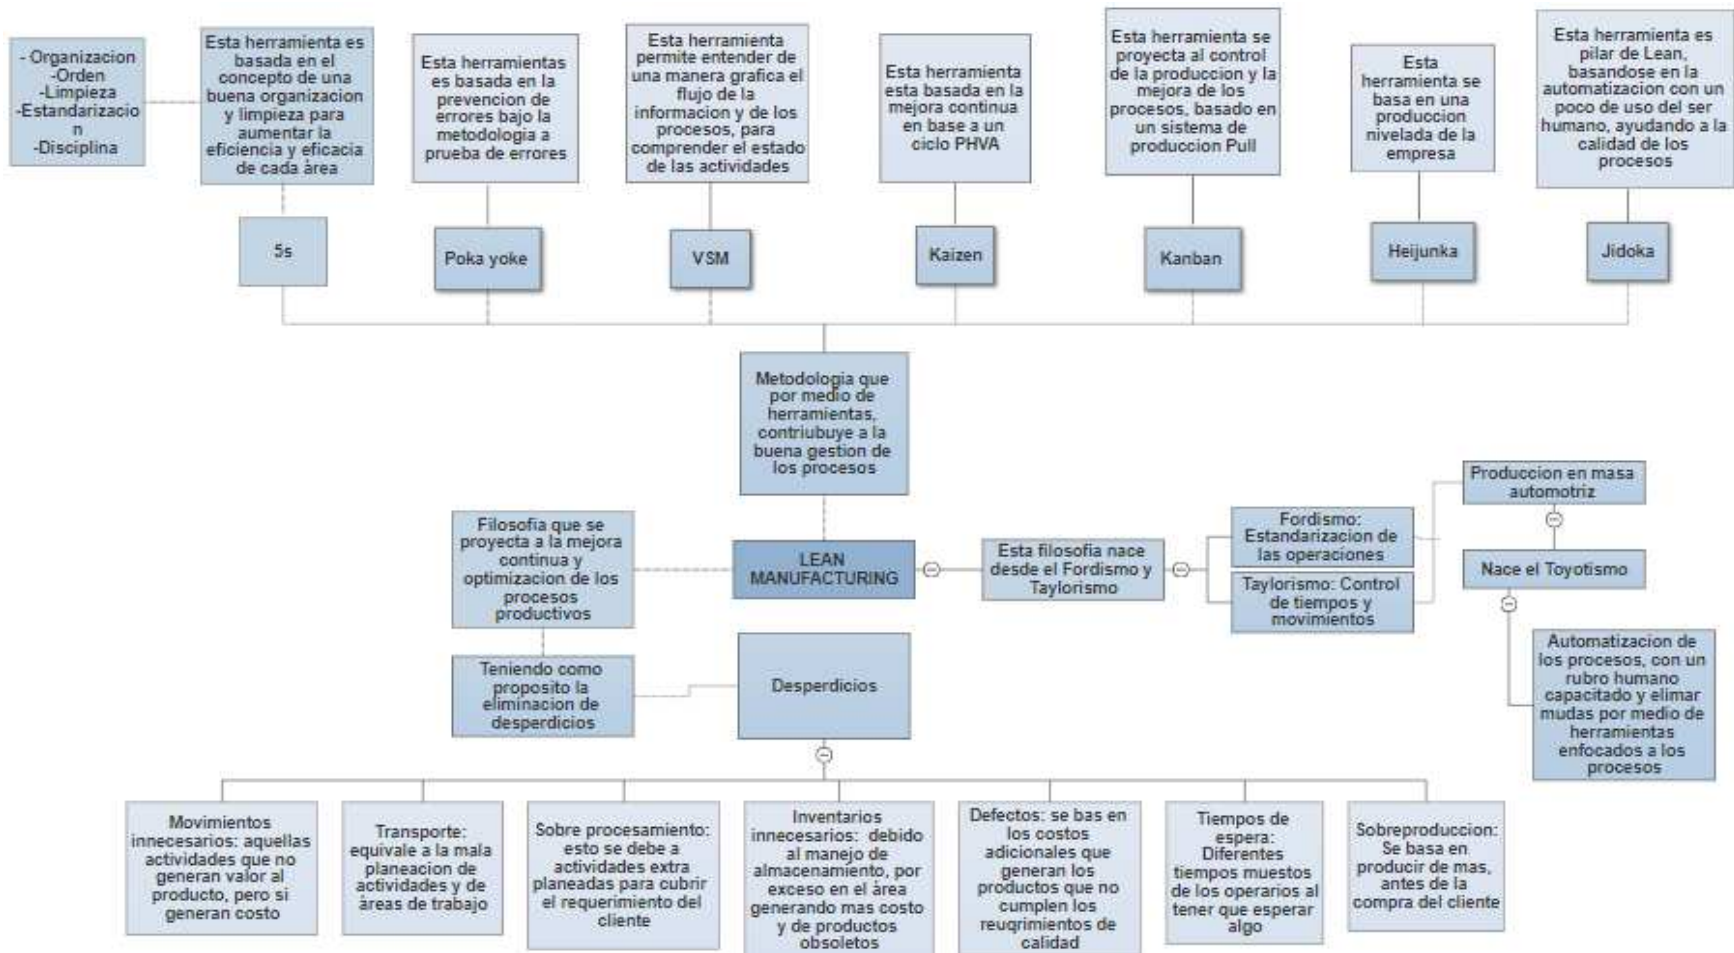 - Organizacion
-Orden
-Limpieza
-Estandarizacio
n
-Disciplina
Esta herramienta es
basada en el
concepto de una
buena organizacion
y limpieza para
aumentar la
eficiencia y eficacia
de cada àrea
Esta herramientas
es basada en la
prevencion de
errores bajo la
metodologia a
prueba de errores
Esta herramienta
permite entender de
una manera grafica el
flujo de la
informacion y de los
procesos, para
comprender el estado
de las actividades
Esta herramienta
esta basada en la
mejora continua
en base a un
ciclo PHVA
Esta herramienta se
proyecta al control
de la produccion y la
mejora de los
procesos, basado en
un sistema de
produccion Pull
Esta
herramienta se
basa en una
produccion
nivelada de la
empresa
Esta herramienta es
pilar de Lean,
basandose en la
automatizacion con un
poco de uso del ser
humano, ayudando a la
calidad de los
procesos
5s
Poka yoke
VSM
Kaizen
Kanban
Heijunka
Jidoka
Metodologia que
por medio de
herramientas,
contriubuye a la
buena gestion de
los procesos
Filosofia que se
proyecta a la mejora
continua y
optimizacion de los
procesos
productivos
LEAN
MANUFACTURING
Esta filosofia nace
desde el Fordismo y
Taylorismo
Fordismo:
Estandarizacion de
las operaciones
Taylorismo: Control
de tiempos y
movimientos
Produccion en masa
automotriz
Nace el Toyotismo
Automatizacion de
los procesos, con un
rubro humano
capacitado y elimar
mudas por medio de
herramientas
enfocados a los
procesos
Teniendo como
proposito la
eliminacion de
desperdicios
Desperdicios
Movimientos
innecesarios: aquellas
actividades que no
generan valor al
producto, pero si
generan costo
Transporte:
equivale a la mala
planeacion de
actividades y de
àreas de trabajo
Sobre procesamiento:
esto se debe a
actividades extra
planeadas para cubrir
el requerimiento del
cliente
Inventarios
innecesarios: debido
al manejo de
almacenamiento, por
exceso en el àrea
generando mas costo
y de productos
obsoletos
Defectos: se bas en
los costos
adicionales que
generan los
productos que no
cumplen los
reuqrimientos de
calidad
Tiempos de
espera:
Diferentes
tiempos muestos
de los operarios al
tener que esperar
algo
Sobreproduccion:
Se basa en
producir de mas,
antes de la
compra del cliente